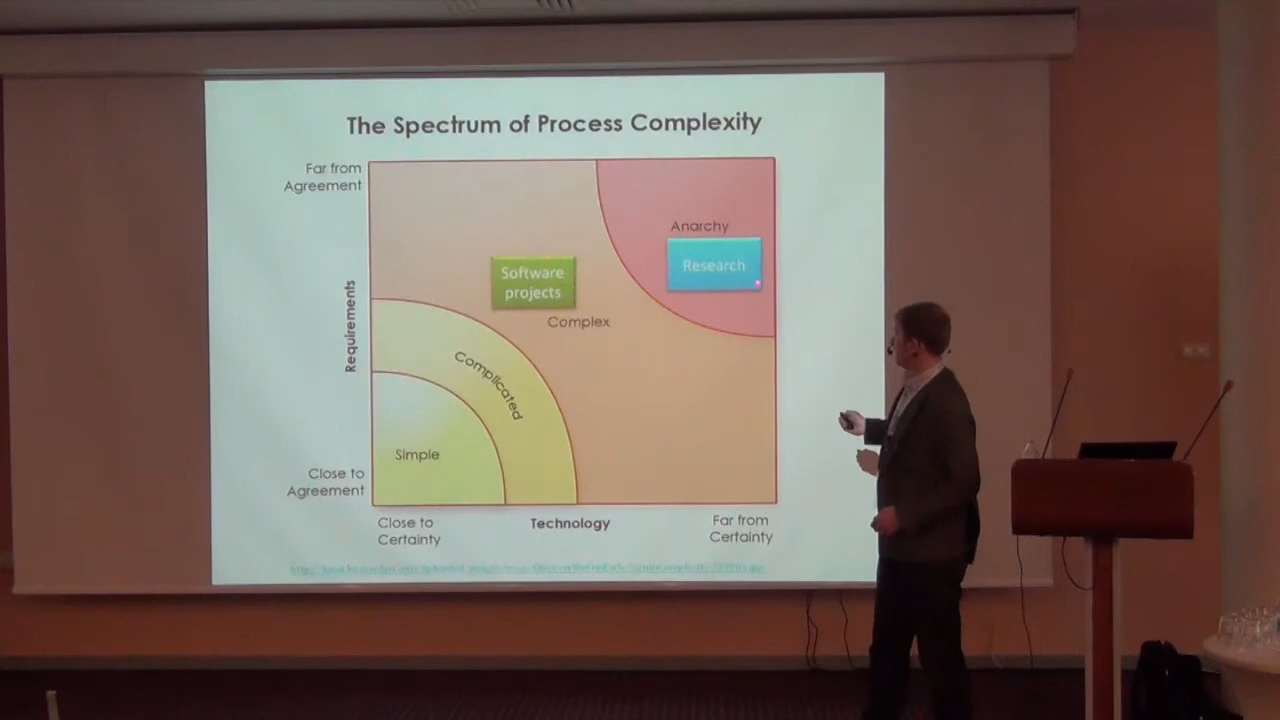 The Spectrum of Process Complexity
Far from
Agreement
Anarchy
Research
Software
projects
Complex
Requirements
Complicated
Simple
Close to
Agreement
Close to
Certainty
Technology
Far from
Certainty